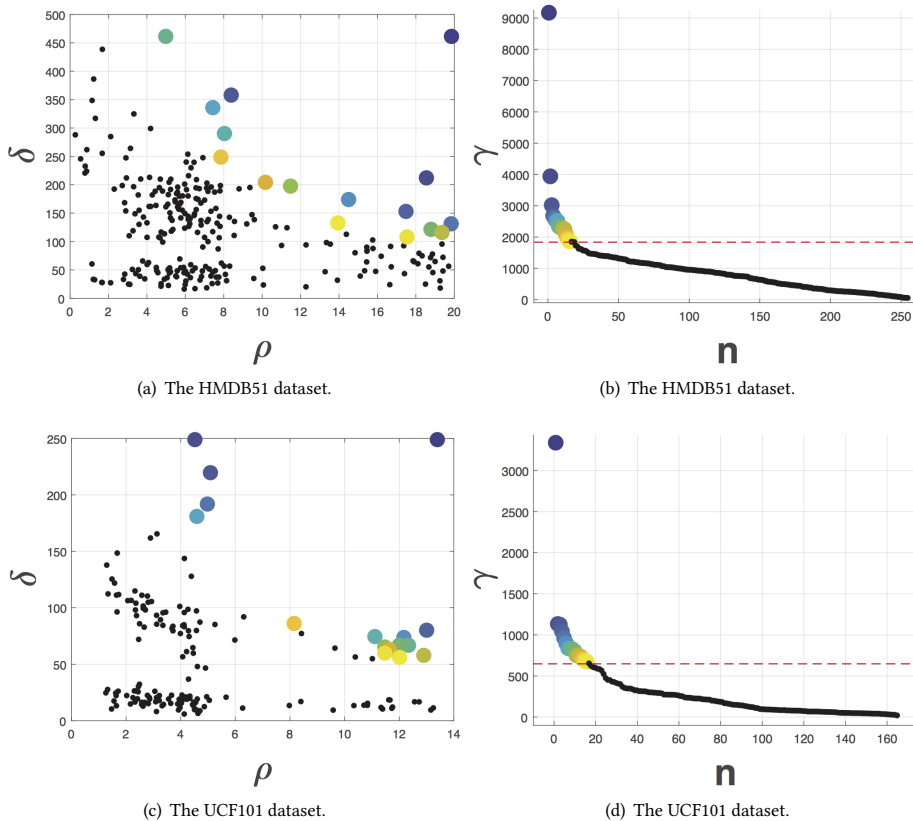 500
450
400
350
300
250
200
150
100
50
0
δ
0 2 4 6 8 10 12 14 16 18 20
ρ
(a) The HMDB51 dataset.
9000
8000
7000
6000
5000
4000
3000
2000
1000
0
γ
0 50 100 150 200 250
n
(b) The HMDB51 dataset.
250
200
150
100
50
0
δ
0 2 4 6 8 10 12 14
ρ
(c) The UCF101 dataset.
3000
2500
2000
1500
1000
500
0
γ
0 20 40 60 80 100 120 140 160
n
(d) The UCF101 dataset.